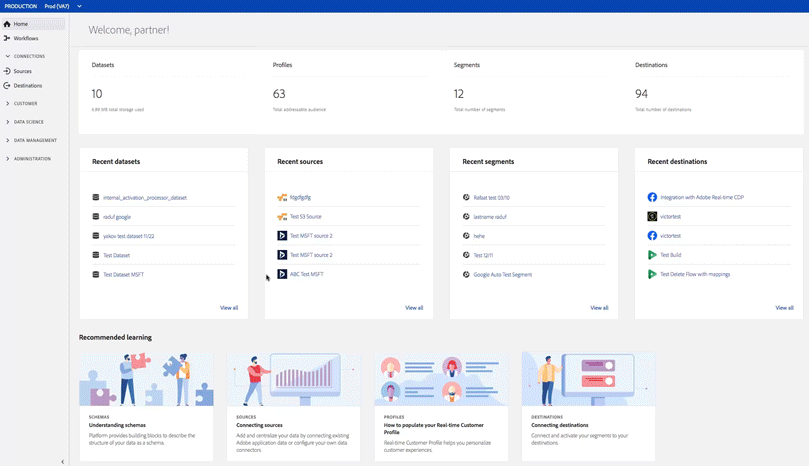 PRODUCTION Prod (VA7)
Home
Workflows
CONNECTIONS
Sources
Destinations
CUSTOMER
DATA SCIENCE
DATA MANAGEMENT
ADMINISTRATION
Welcome, partner!
Datasets
10
6.89 MB total storage used
Profiles
63
Total addressable audience
Segments
12
Total number of segments
Destinations
94
Total number of destinations
Recent datasets
internal_activation_processor_dataset
raduf google
yakov test dataset 11/22
Test Dataset
Test Dataset MSFT
View all
Recent sources
fdgdfgdfg
Test S3 Source
Test MSFT source 2
Test MSFT source 2
ABC Test MSFT
View all
Recent segments
Refeat test 03/10
lastname raduf
hehe
Test 12/11
Google Auto Test Segment
View all
Recent destinations
Integration with Adobe Real-time CDP
victortest
victortest
Test Build
Test Delete Flow with mappings
View all
Recommended learning
SCHEMAS
Understanding schemas
Platform provides building blocks to describe the
structure of your data as a schema.
SOURCES
Connecting sources
Add and centralize your data by connecting existing
Adobe application data or configure your own data
connectors.
PROFILES
How to populate your Real-time Customer
Profile
Real-time Customer Profile helps you personalize
customer experiences.
DESTINATIONS
Connecting destinations
Connect and activate your segments to your
destinations.